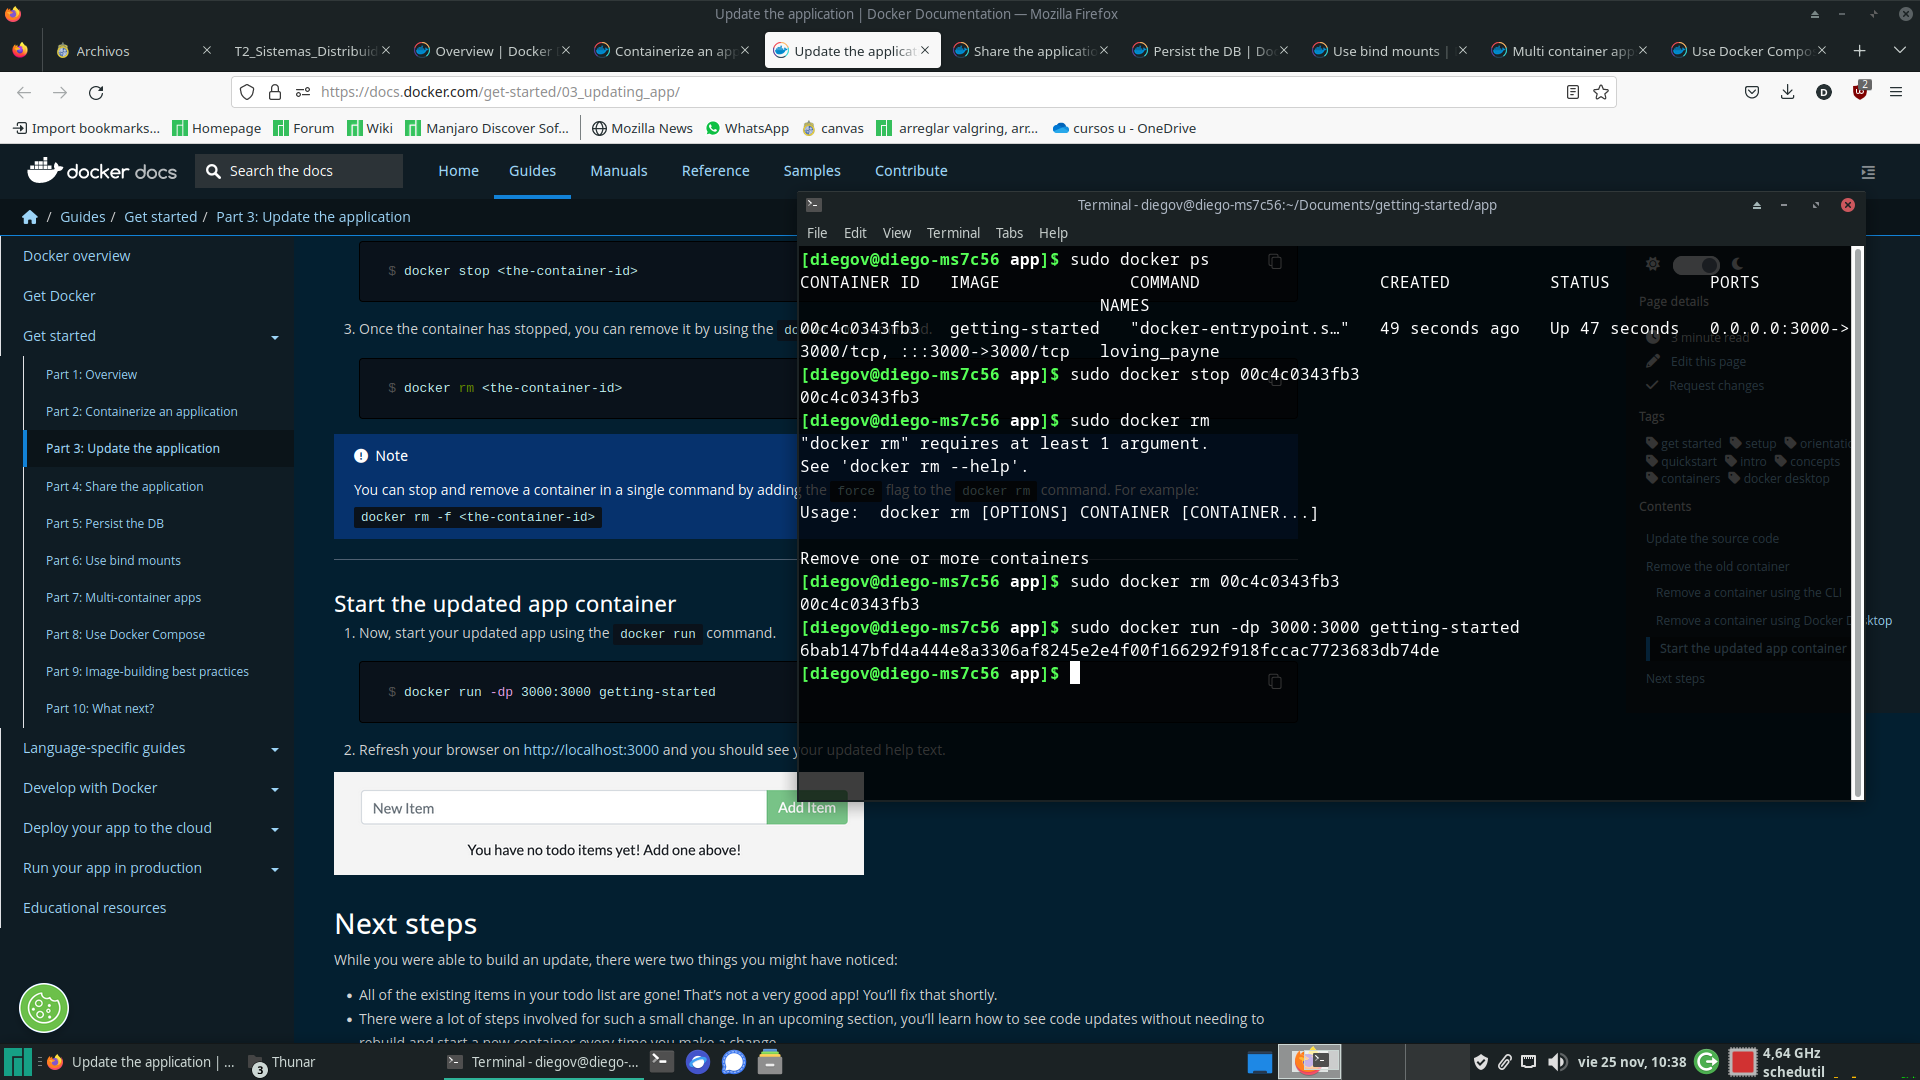 Update the application | Docker Documentation — Mozilla Firefox
Archivos
T2_Sistemas_Distribuid
Overview | Docker
Containerize an app
Update the applicat
Share the applicatio
Persist the DB | Do
Use bind mounts |
Multi container app
Use Docker Compo
https://docs.docker.com/get-started/03_updating_app/
D
2
Import bookmarks...
Homepage
Forum
Wiki
Manjaro Discover Sof...
Mozilla News
WhatsApp
canvas
arreglar valgring, arr...
cursos u - OneDrive
docker docs
Search the docs
Home
Guides
Manuals
Reference
Samples
Contribute
/ Guides / Get started / Part 3: Update the application
Docker overview
Get Docker
Get started
Part 1: Overview
Part 2: Containerize an application
Part 3: Update the application
Part 4: Share the application
Part 5: Persist the DB
Part 6: Use bind mounts
Part 7: Multi-container apps
Part 8: Use Docker Compose
Part 9: Image-building best practices
Part 10: What next?
Language-specific guides
Develop with Docker
Deploy your app to the cloud
Run your app in production
Educational resources
$ docker stop <the-container-id>
3. Once the container has stopped, you can remove it by using the
$ docker rm <the-container-id>
Note
You can stop and remove a container in a single command by adding the force flag to the docker rm command. For example:
docker rm -f <the-container-id>
Start the updated app container
1. Now, start your updated app using the docker run command.
$ docker run -dp 3000:3000 getting-started
2. Refresh your browser on http://localhost:3000 and you should see your updated help text.
New Item
Add Item
You have no todo items yet! Add one above!
Next steps
While you were able to build an update, there were two things you might have noticed:
• All of the existing items in your todo list are gone! That's not a very good app! You'll fix that shortly.
• There were a lot of steps involved for such a small change. In an upcoming section, you'll learn how to see code updates without needing to
rebuild and start a new container every time you make a change.
Terminal - diegov@diego-ms7c56:~/Documents/getting-started/app
File Edit View Terminal Tabs Help
[diegov@diego-ms7c56 app]$ sudo docker ps
CONTAINER ID   IMAGE   COMMAND   CREATED   STATUS   PORTS
NAMES
00c4c0343fb3   getting-started   "docker-entrypoint.s…"   49 seconds ago   Up 47 seconds   0.0.0.0:3000->
3000/tcp, :::3000->3000/tcp   loving_payne
[diegov@diego-ms7c56 app]$ sudo docker stop 00c4c0343fb3
00c4c0343fb3
[diegov@diego-ms7c56 app]$ sudo docker rm
"docker rm" requires at least 1 argument.
See 'docker rm --help'.
Usage:  docker rm [OPTIONS] CONTAINER [CONTAINER...]
Remove one or more containers
[diegov@diego-ms7c56 app]$ sudo docker rm 00c4c0343fb3
00c4c0343fb3
[diegov@diego-ms7c56 app]$ sudo docker run -dp 3000:3000 getting-started
6bab147bfd4a444e8a3306af8245e2e4f00f166292f918fccac7723683db74de
[diegov@diego-ms7c56 app]$
Page details
3 minute read
Edit this page
Request changes
Tags
get started
setup
orientatio
quickstart
intro
concepts
containers
docker desktop
Contents
Update the source code
Remove the old container
Remove a container using the CLI
Remove a container using Docker Desktop
Start the updated app container
Next steps
Update the application | ...
3
Thunar
Terminal - diegov@diego-...
vie 25 nov, 10:38
4,64 GHz
schedutil